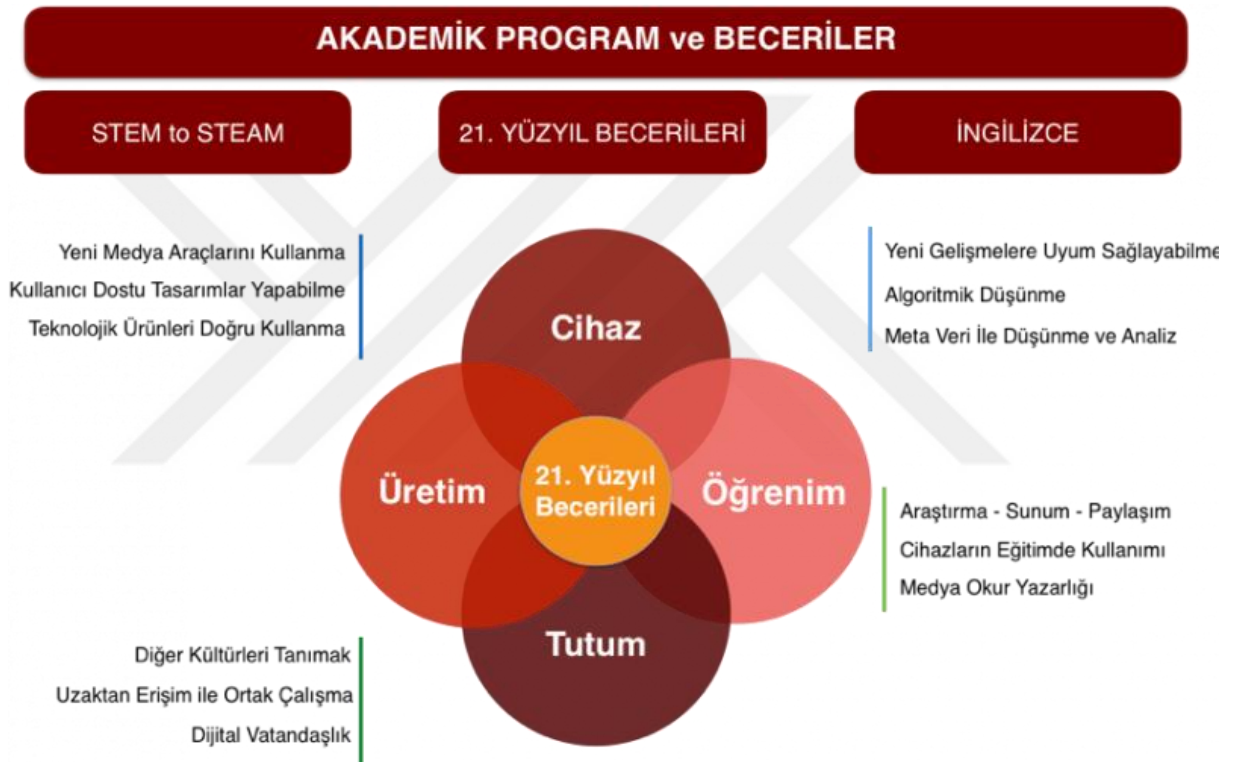 AKADEMİK PROGRAM ve BECERİLER
STEM to STEAM
21. YÜZYIL BECERİLERİ
İNGİLİZCE
Yeni Medya Araçlarını Kullanma
Kullanıcı Dostu Tasarımlar Yapabilme
Teknolojik Ürünleri Doğru Kullanma
Yeni Gelişmelere Uyum Sağlayabilme
Algoritmik Düşünme
Meta Veri İle Düşünme ve Analiz
Cihaz
Üretim
21. Yüzyıl
Becerileri
Öğrenim
Tutum
Araştırma - Sunum - Paylaşım
Cihazların Eğitimde Kullanımı
Medya Okur Yazarlığı
Diğer Kültürleri Tanımak
Uzaktan Erişim ile Ortak Çalışma
Dijital Vatandaşlık